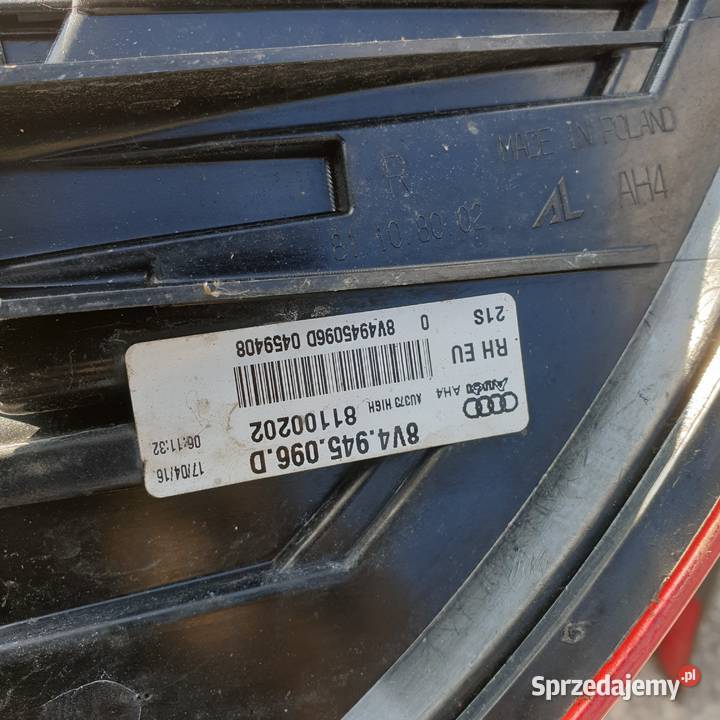 MADE IN POLAND
R
AL AH4
81.10.80.02
8V4.945.096.D 17/04/16
81100202 06:11:32
Audi AH4 AU373 HIGH
RH EU
21S 0 8V4945096D 0459408
Sprzedajemy.pl